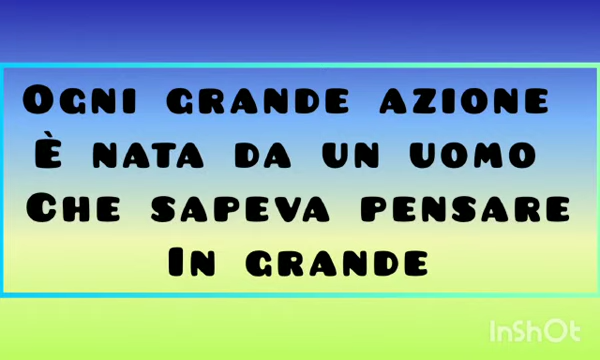 Ogni grande azione
è nata da un uomo
Che sapeva pensare
In grande
InShOt